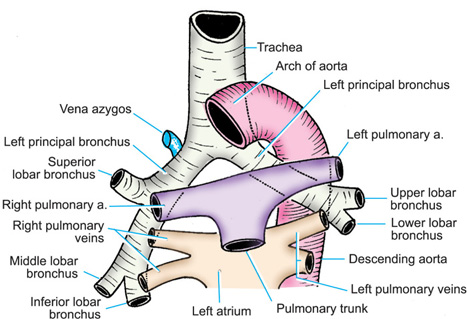 Trachea
Arch of aorta
Left principal bronchus
Vena azygos
Left pulmonary a.
Left principal bronchus
Superior
lobar bronchus
Upper lobar
bronchus
Right pulmonary a.
Lower lobar
bronchus
Right pulmonary
veins
Descending aorta
Middle lobar
bronchus
Left pulmonary veins
Inferior lobar
bronchus
Left atrium
Pulmonary trunk